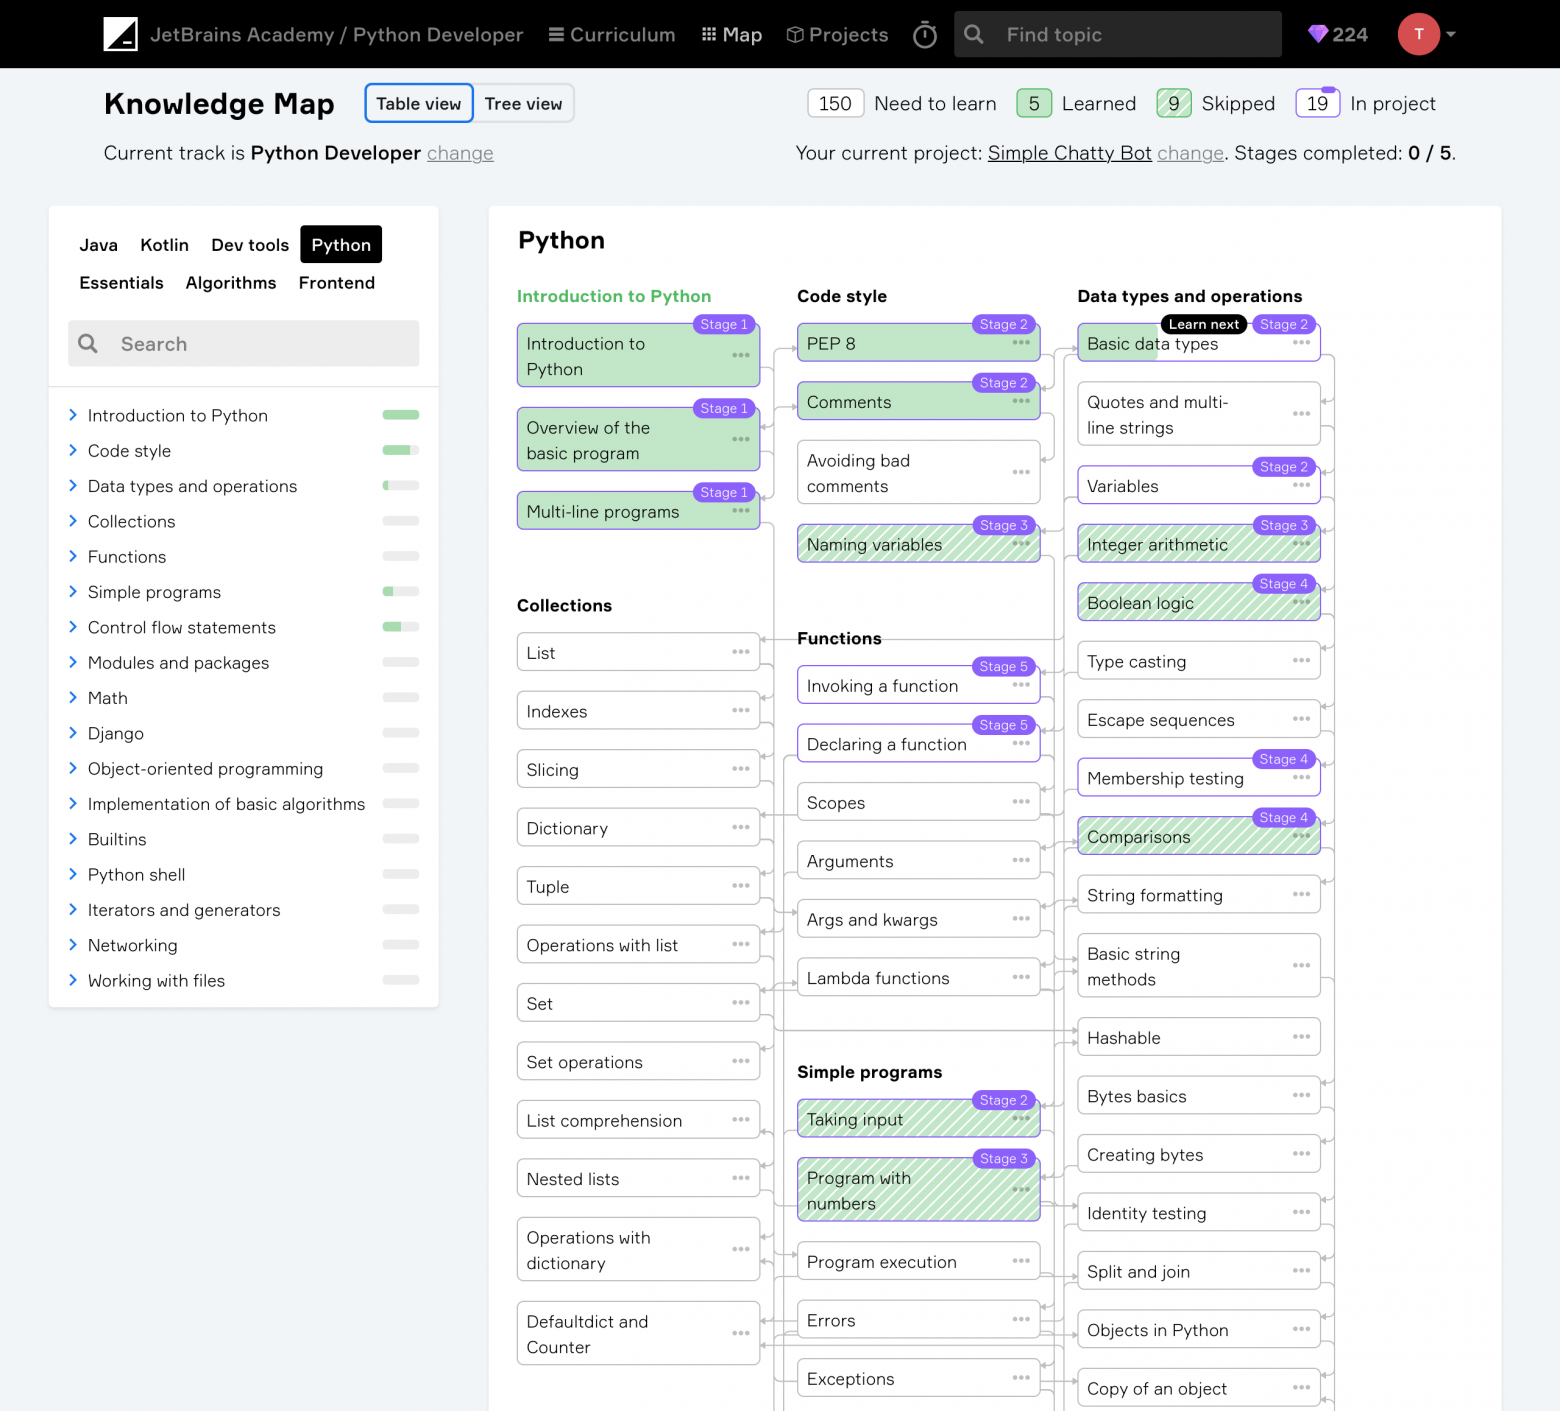 JetBrains Academy / Python Developer
Curriculum
Map
Projects
Find topic
224
T
Knowledge Map
Table view
Tree view
150 Need to learn
5 Learned
9 Skipped
19 In project
Current track is Python Developer change
Your current project: Simple Chatty Bot change. Stages completed: 0 / 5.
Java
Kotlin
Dev tools
Python
Essentials
Algorithms
Frontend
Search
Introduction to Python
Code style
Data types and operations
Collections
Functions
Simple programs
Control flow statements
Modules and packages
Math
Django
Object-oriented programming
Implementation of basic algorithms
Builtins
Python shell
Iterators and generators
Networking
Working with files
Python
Introduction to Python
Stage 1
Introduction to
Python
Stage 1
Overview of the
basic program
Stage 1
Multi-line programs
Collections
List
Indexes
Slicing
Dictionary
Tuple
Operations with list
Set
Set operations
List comprehension
Nested lists
Operations with
dictionary
Defaultdict and
Counter
Code style
Stage 2
PEP 8
Stage 2
Comments
Avoiding bad
comments
Stage 3
Naming variables
Functions
Stage 5
Invoking a function
Stage 5
Declaring a function
Scopes
Arguments
Args and kwargs
Lambda functions
Simple programs
Stage 2
Taking input
Stage 3
Program with
numbers
Program execution
Errors
Exceptions
Data types and operations
Learn next
Stage 2
Basic data types
Quotes and multi-
line strings
Stage 2
Variables
Stage 3
Integer arithmetic
Stage 4
Boolean logic
Type casting
Escape sequences
Stage 4
Membership testing
Stage 4
Comparisons
String formatting
Basic string
methods
Hashable
Bytes basics
Creating bytes
Identity testing
Split and join
Objects in Python
Copy of an object